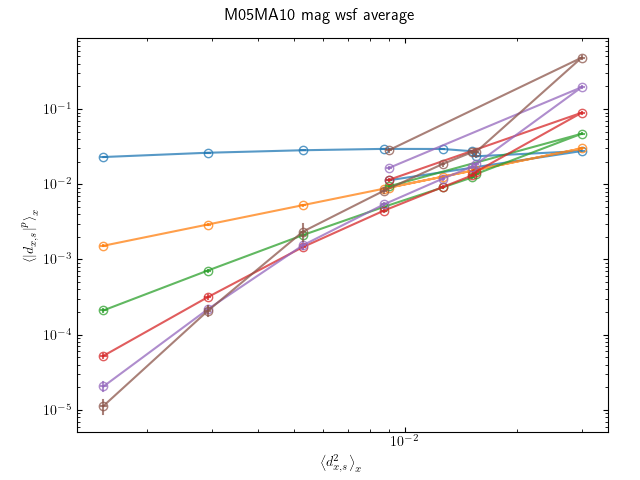 M05MA10 mag wsf average
10⁻¹
10⁻²
10⁻³
10⁻⁴
10⁻⁵
⟨|d_{x,s}|^p⟩_x
10⁻²
⟨d²_{x,s}⟩_x